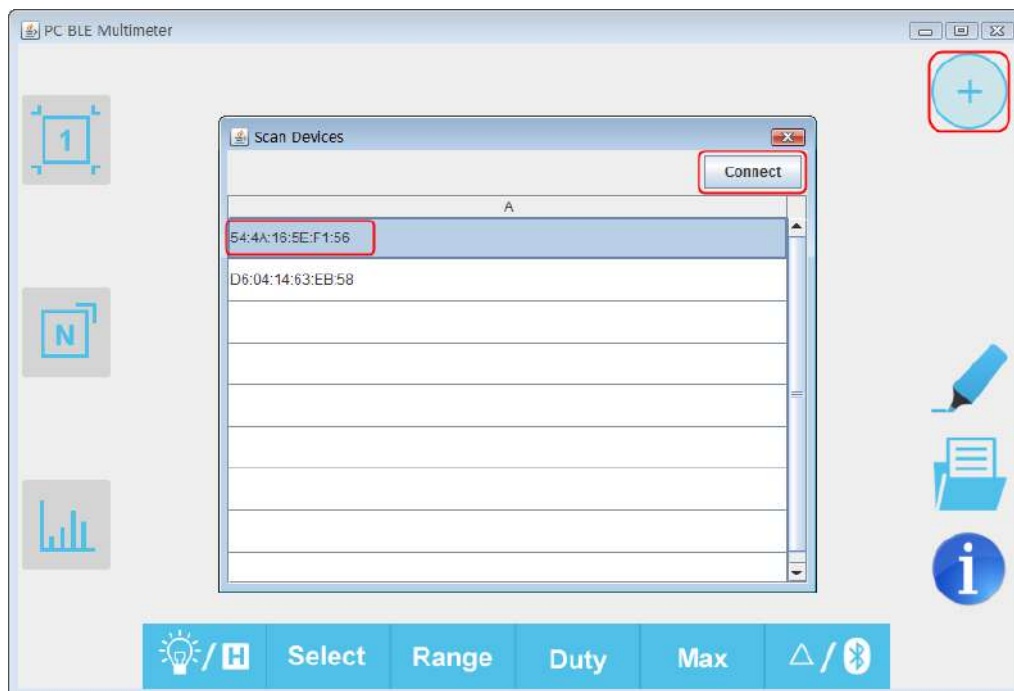 PC BLE Multimeter
1
+
Scan Devices
Connect
A
54:4A:16:5E:F1:56
D6:04:14:63:EB:58
N
i
/ H Select Range Duty Max △/